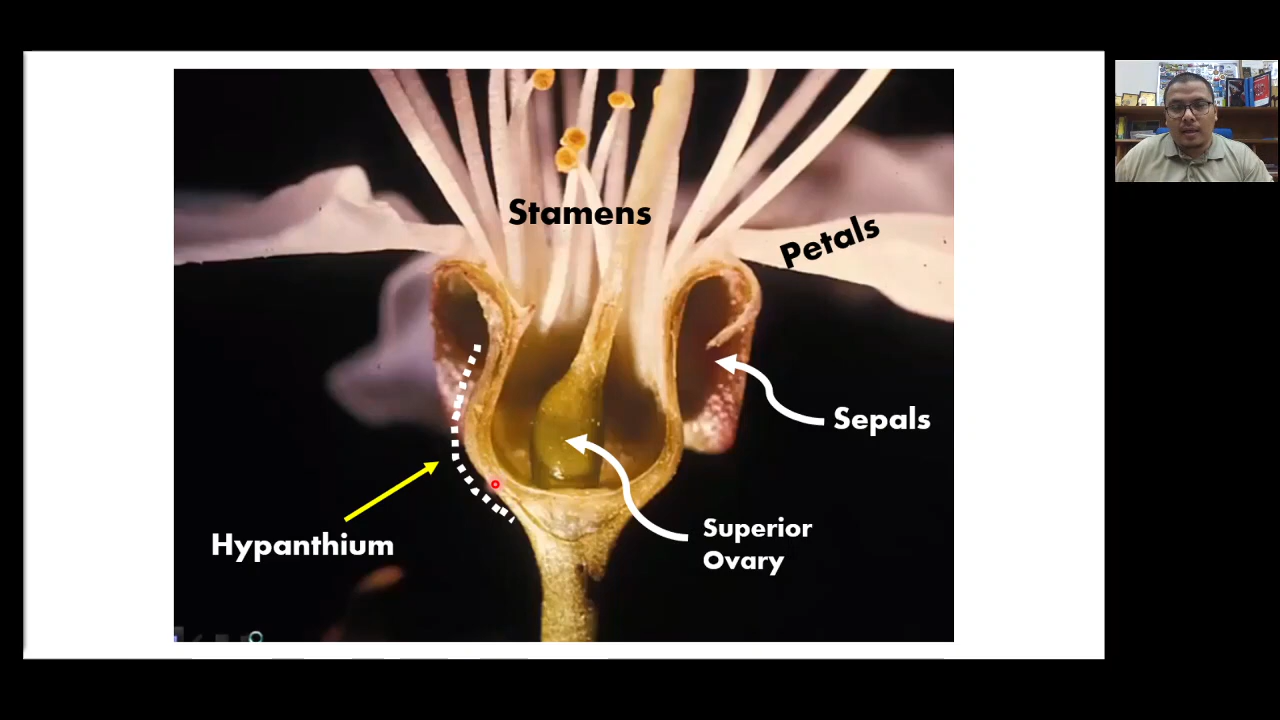 Stamens
Petals
Sepals
Superior
Ovary
Hypanthium